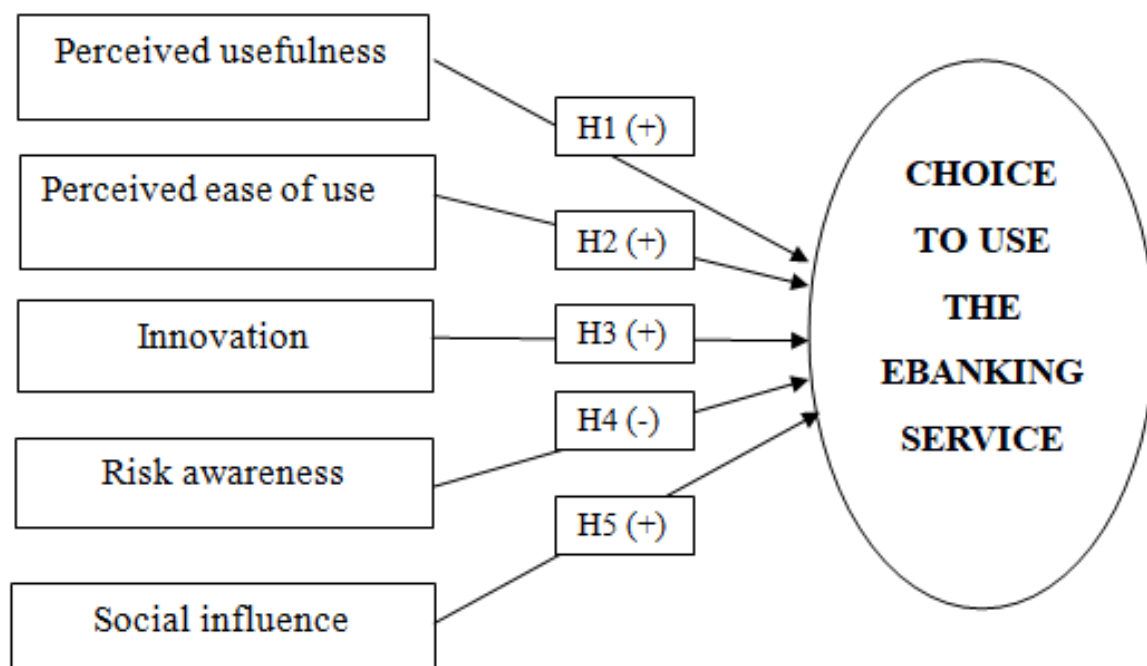 Perceived usefulness
H1 (+)
Perceived ease of use
H2 (+)
Innovation
H3 (+)
Risk awareness
H4 (-)
Social influence
H5 (+)
CHOICE
TO USE
THE
EBANKING
SERVICE